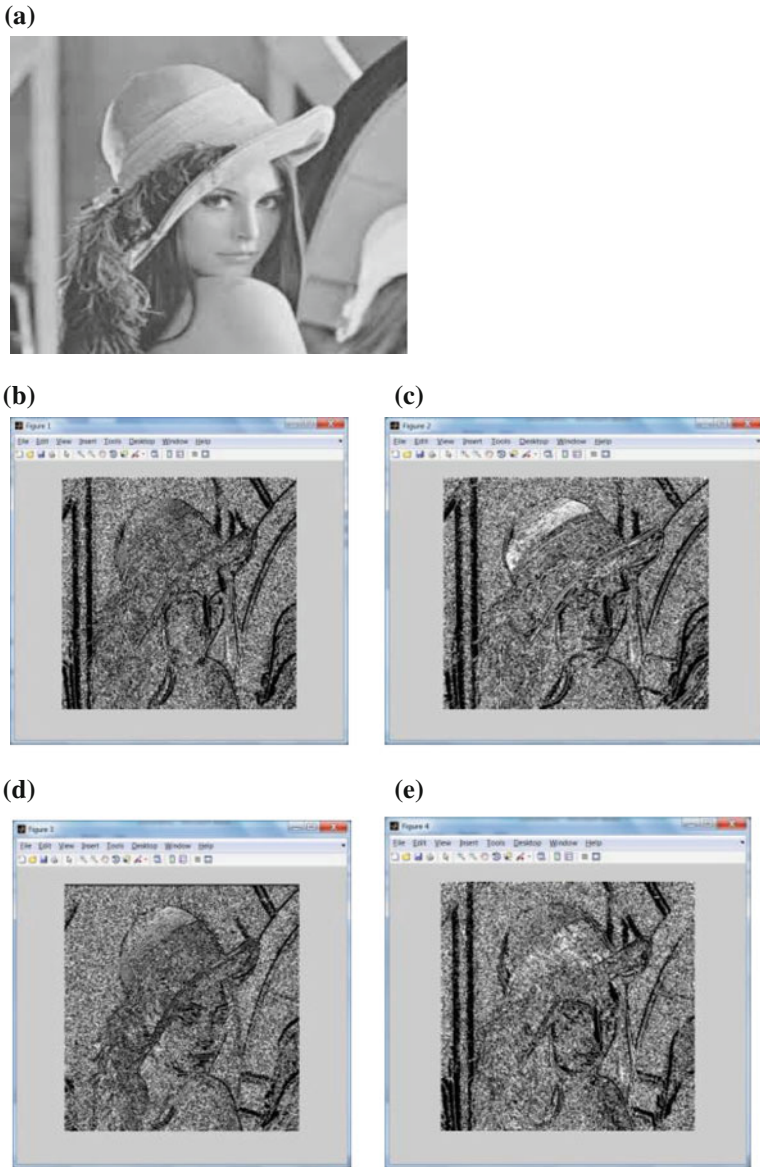 (a)
(b)
(c)
Figure 1
File Edit View Insert Tools Desktop Window Help
Figure 2
File Edit View Insert Tools Desktop Window Help
(d)
(e)
Figure 3
File Edit View Insert Tools Desktop Window Help
Figure 4
File Edit View Insert Tools Desktop Window Help